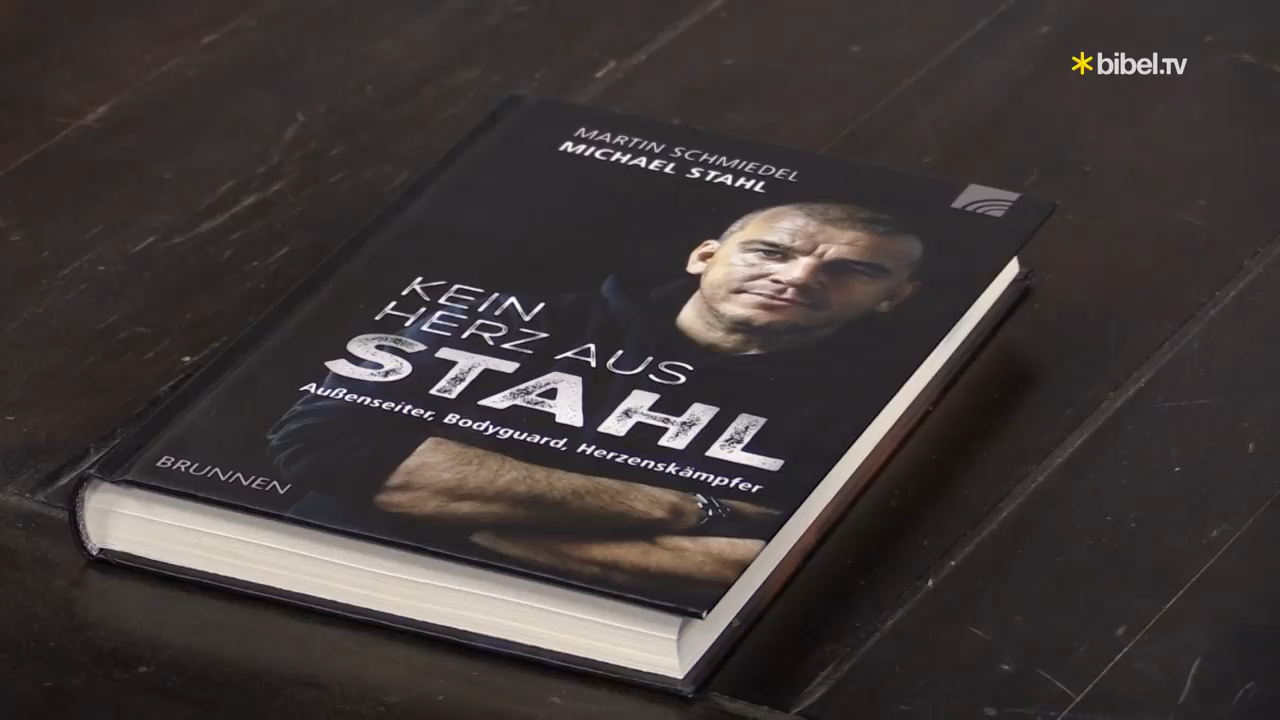 bibel.TV
MARTIN SCHMIEDEL
MICHAEL STAHL
KEIN
HERZ AUS
STAHL
Außenseiter, Bodyguard, Herzenskämpfer
BRUNNEN